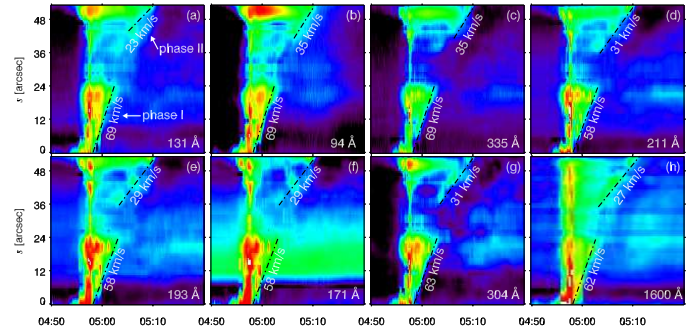 (a) (b) (c) (d)
48 36 24 12 0
s [arcsec]
23 km/s 35 km/s 35 km/s 31 km/s
phase II
phase I
69 km/s 69 km/s 69 km/s 58 km/s
131 Å 94 Å 335 Å 211 Å
(e) (f) (g) (h)
48 36 24 12 0
s [arcsec]
29 km/s 29 km/s 31 km/s 27 km/s
58 km/s 58 km/s 63 km/s 62 km/s
193 Å 171 Å 304 Å 1600 Å
04:50 05:00 05:10 04:50 05:00 05:10 04:50 05:00 05:10 04:50 05:00 05:10